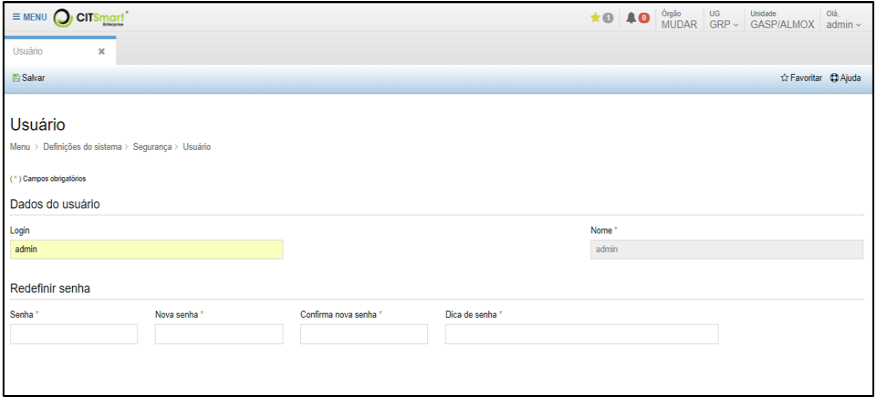 ≡ MENU CITSmart Enterprise 0 0 Órgão MUDAR UG GRP Unidade GASP/ALMOX Olá, admin
Usuário ×
Salvar Favoritar Ajuda
Usuário
Menu > Definições do sistema > Segurança > Usuário
( * ) Campos obrigatórios
Dados do usuário
Login Nome *
admin admin
Redefinir senha
Senha * Nova senha * Confirma nova senha * Dica de senha *